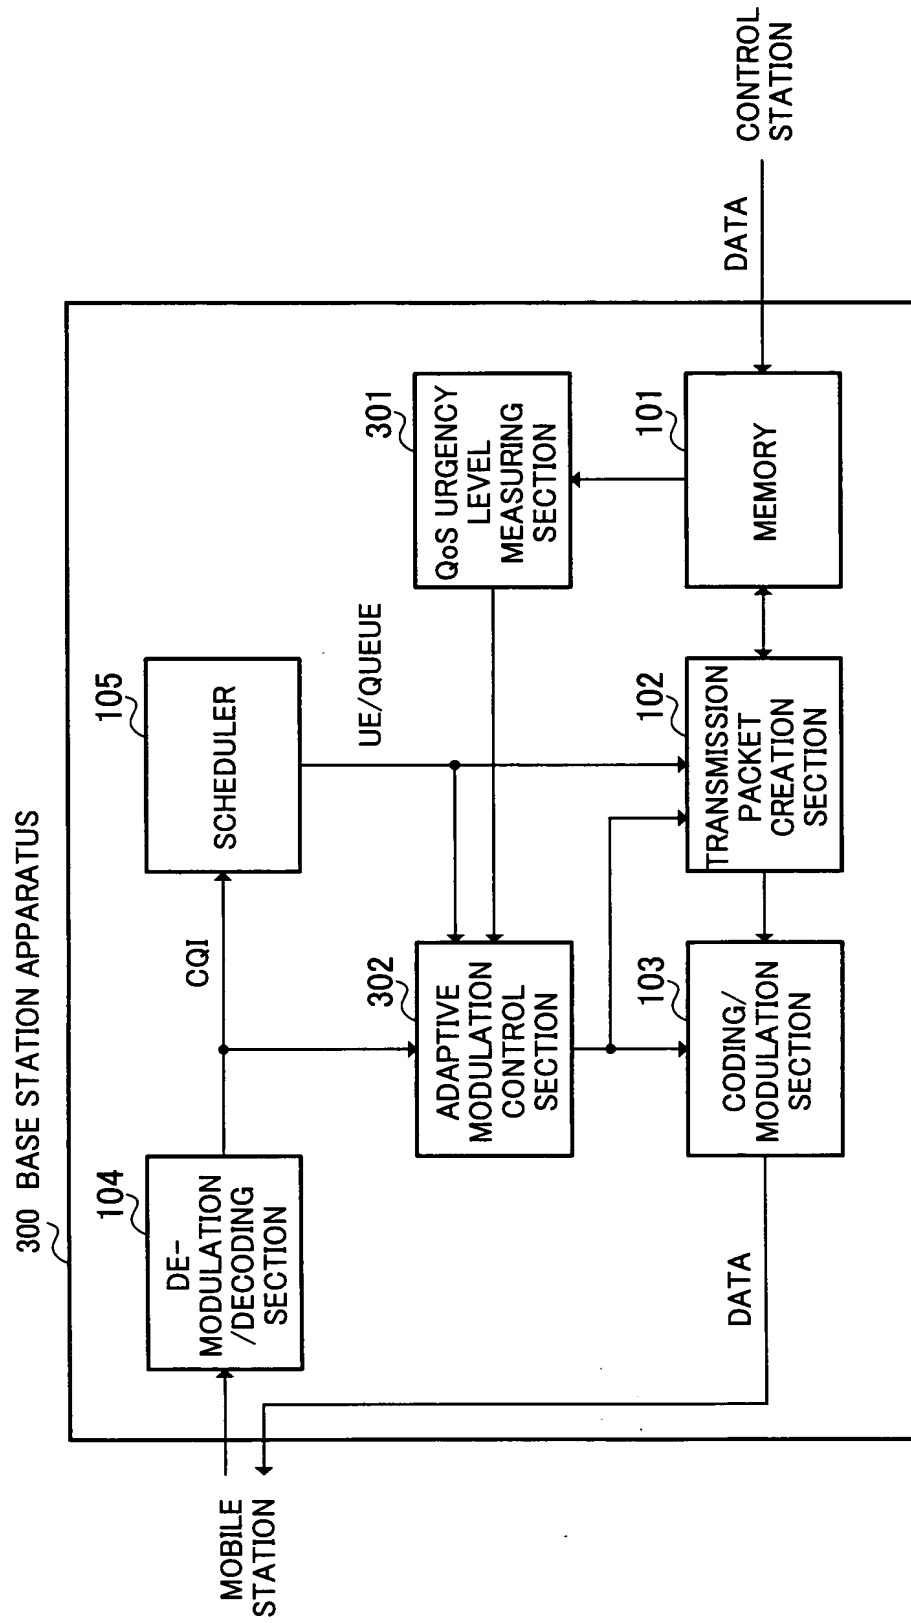 300 BASE STATION APPARATUS
104
DE-
MODULATION
/DECODING
SECTION
CQI
105
SCHEDULER
UE/QUEUE
302
ADAPTIVE
MODULATION
CONTROL
SECTION
301
QoS URGENCY
LEVEL
MEASURING
SECTION
103
CODING/
MODULATION
SECTION
102
TRANSMISSION
PACKET
CREATION
SECTION
101
MEMORY
MOBILE
STATION
DATA
DATA
CONTROL
STATION